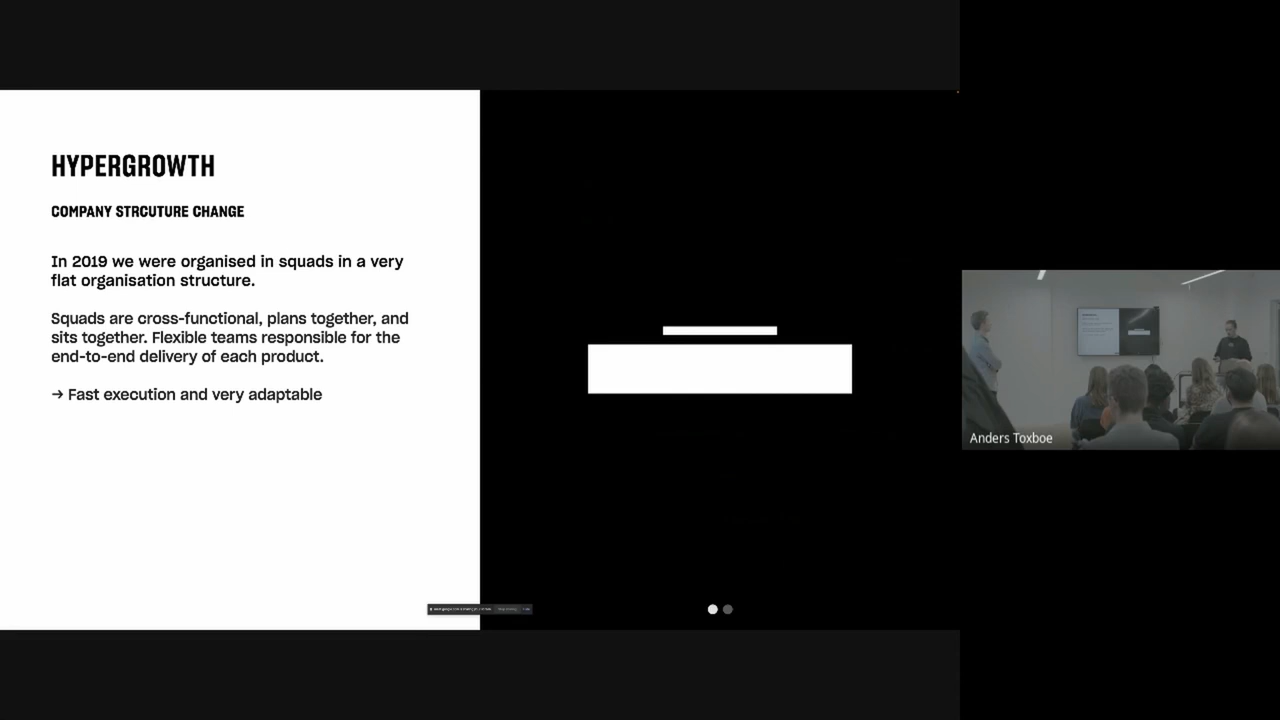 HYPERGROWTH
COMPANY STRCUTURE CHANGE
In 2019 we were organised in squads in a very
flat organisation structure.
Squads are cross-functional, plans together, and
sits together. Flexible teams responsible for the
end-to-end delivery of each product.
→ Fast execution and very adaptable
Anders Toxboe